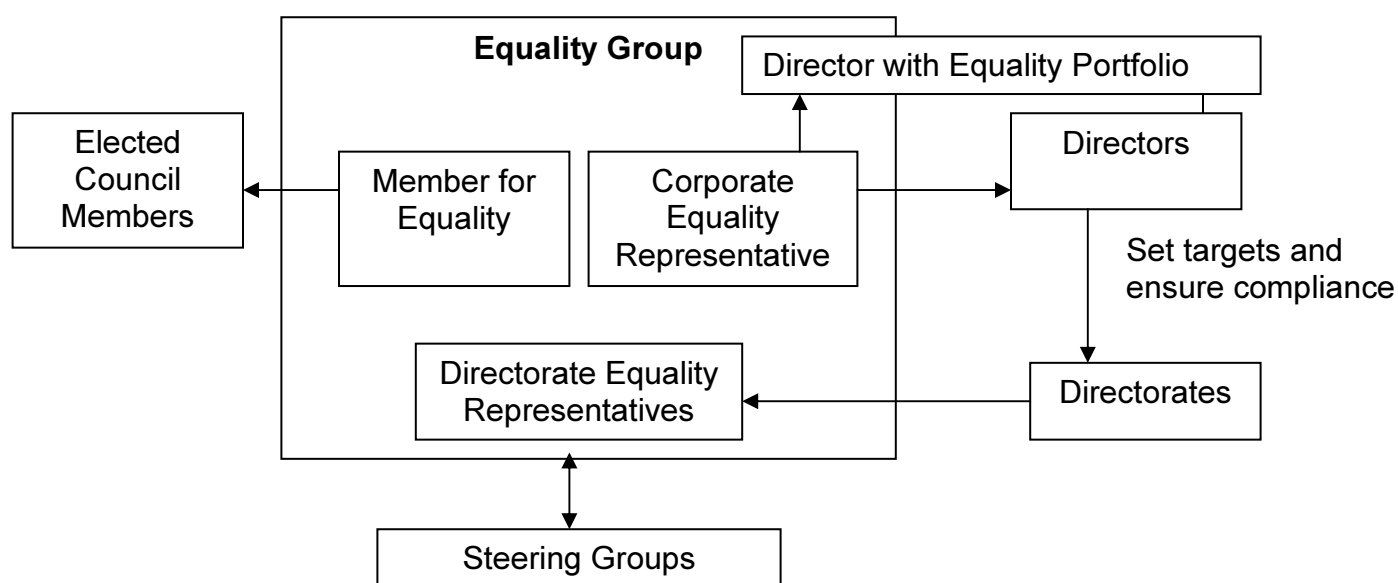 Equality Group
Director with Equality Portfolio
Elected
Council
Members
Member for
Equality
Corporate
Equality
Representative
Directors
Set targets and
ensure compliance
Directorate Equality
Representatives
Directorates
Steering Groups